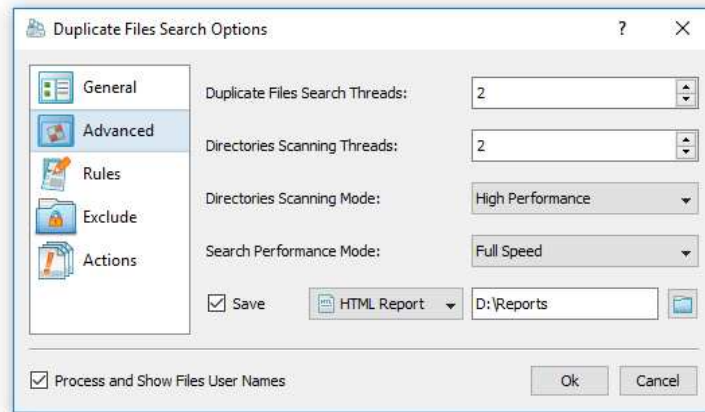 Duplicate Files Search Options
General
Advanced
Rules
Exclude
Actions
Duplicate Files Search Threads: 2
Directories Scanning Threads: 2
Directories Scanning Mode: High Performance
Search Performance Mode: Full Speed
Save HTML Report D:\Reports
Process and Show Files User Names Ok Cancel